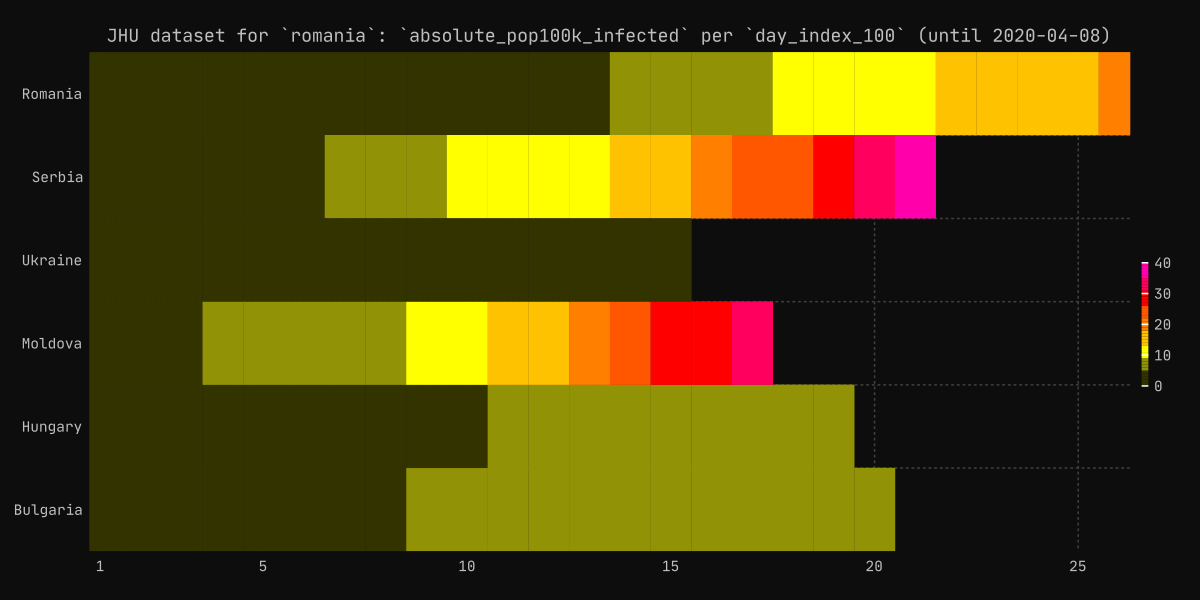 JHU dataset for `romania`: `absolute_pop100k_infected` per `day_index_100` (until 2020-04-08)
Romania
Serbia
Ukraine
Moldova
Hungary
Bulgaria
1 5 10 15 20 25
40
30
20
10
0